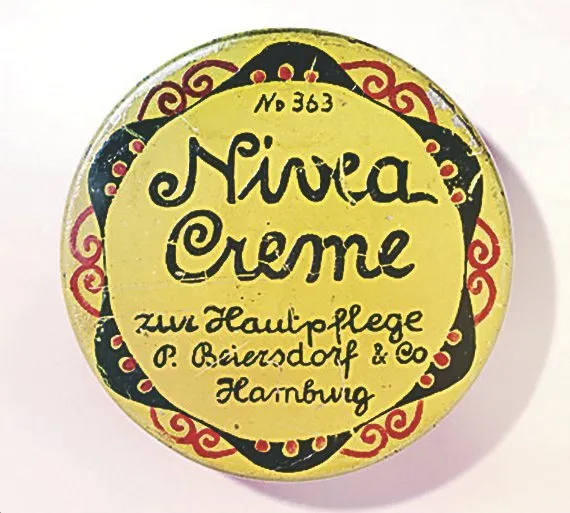 No 363
Nivea
Creme
zur Hautpflege
P. Beiersdorf & Co
Hamburg